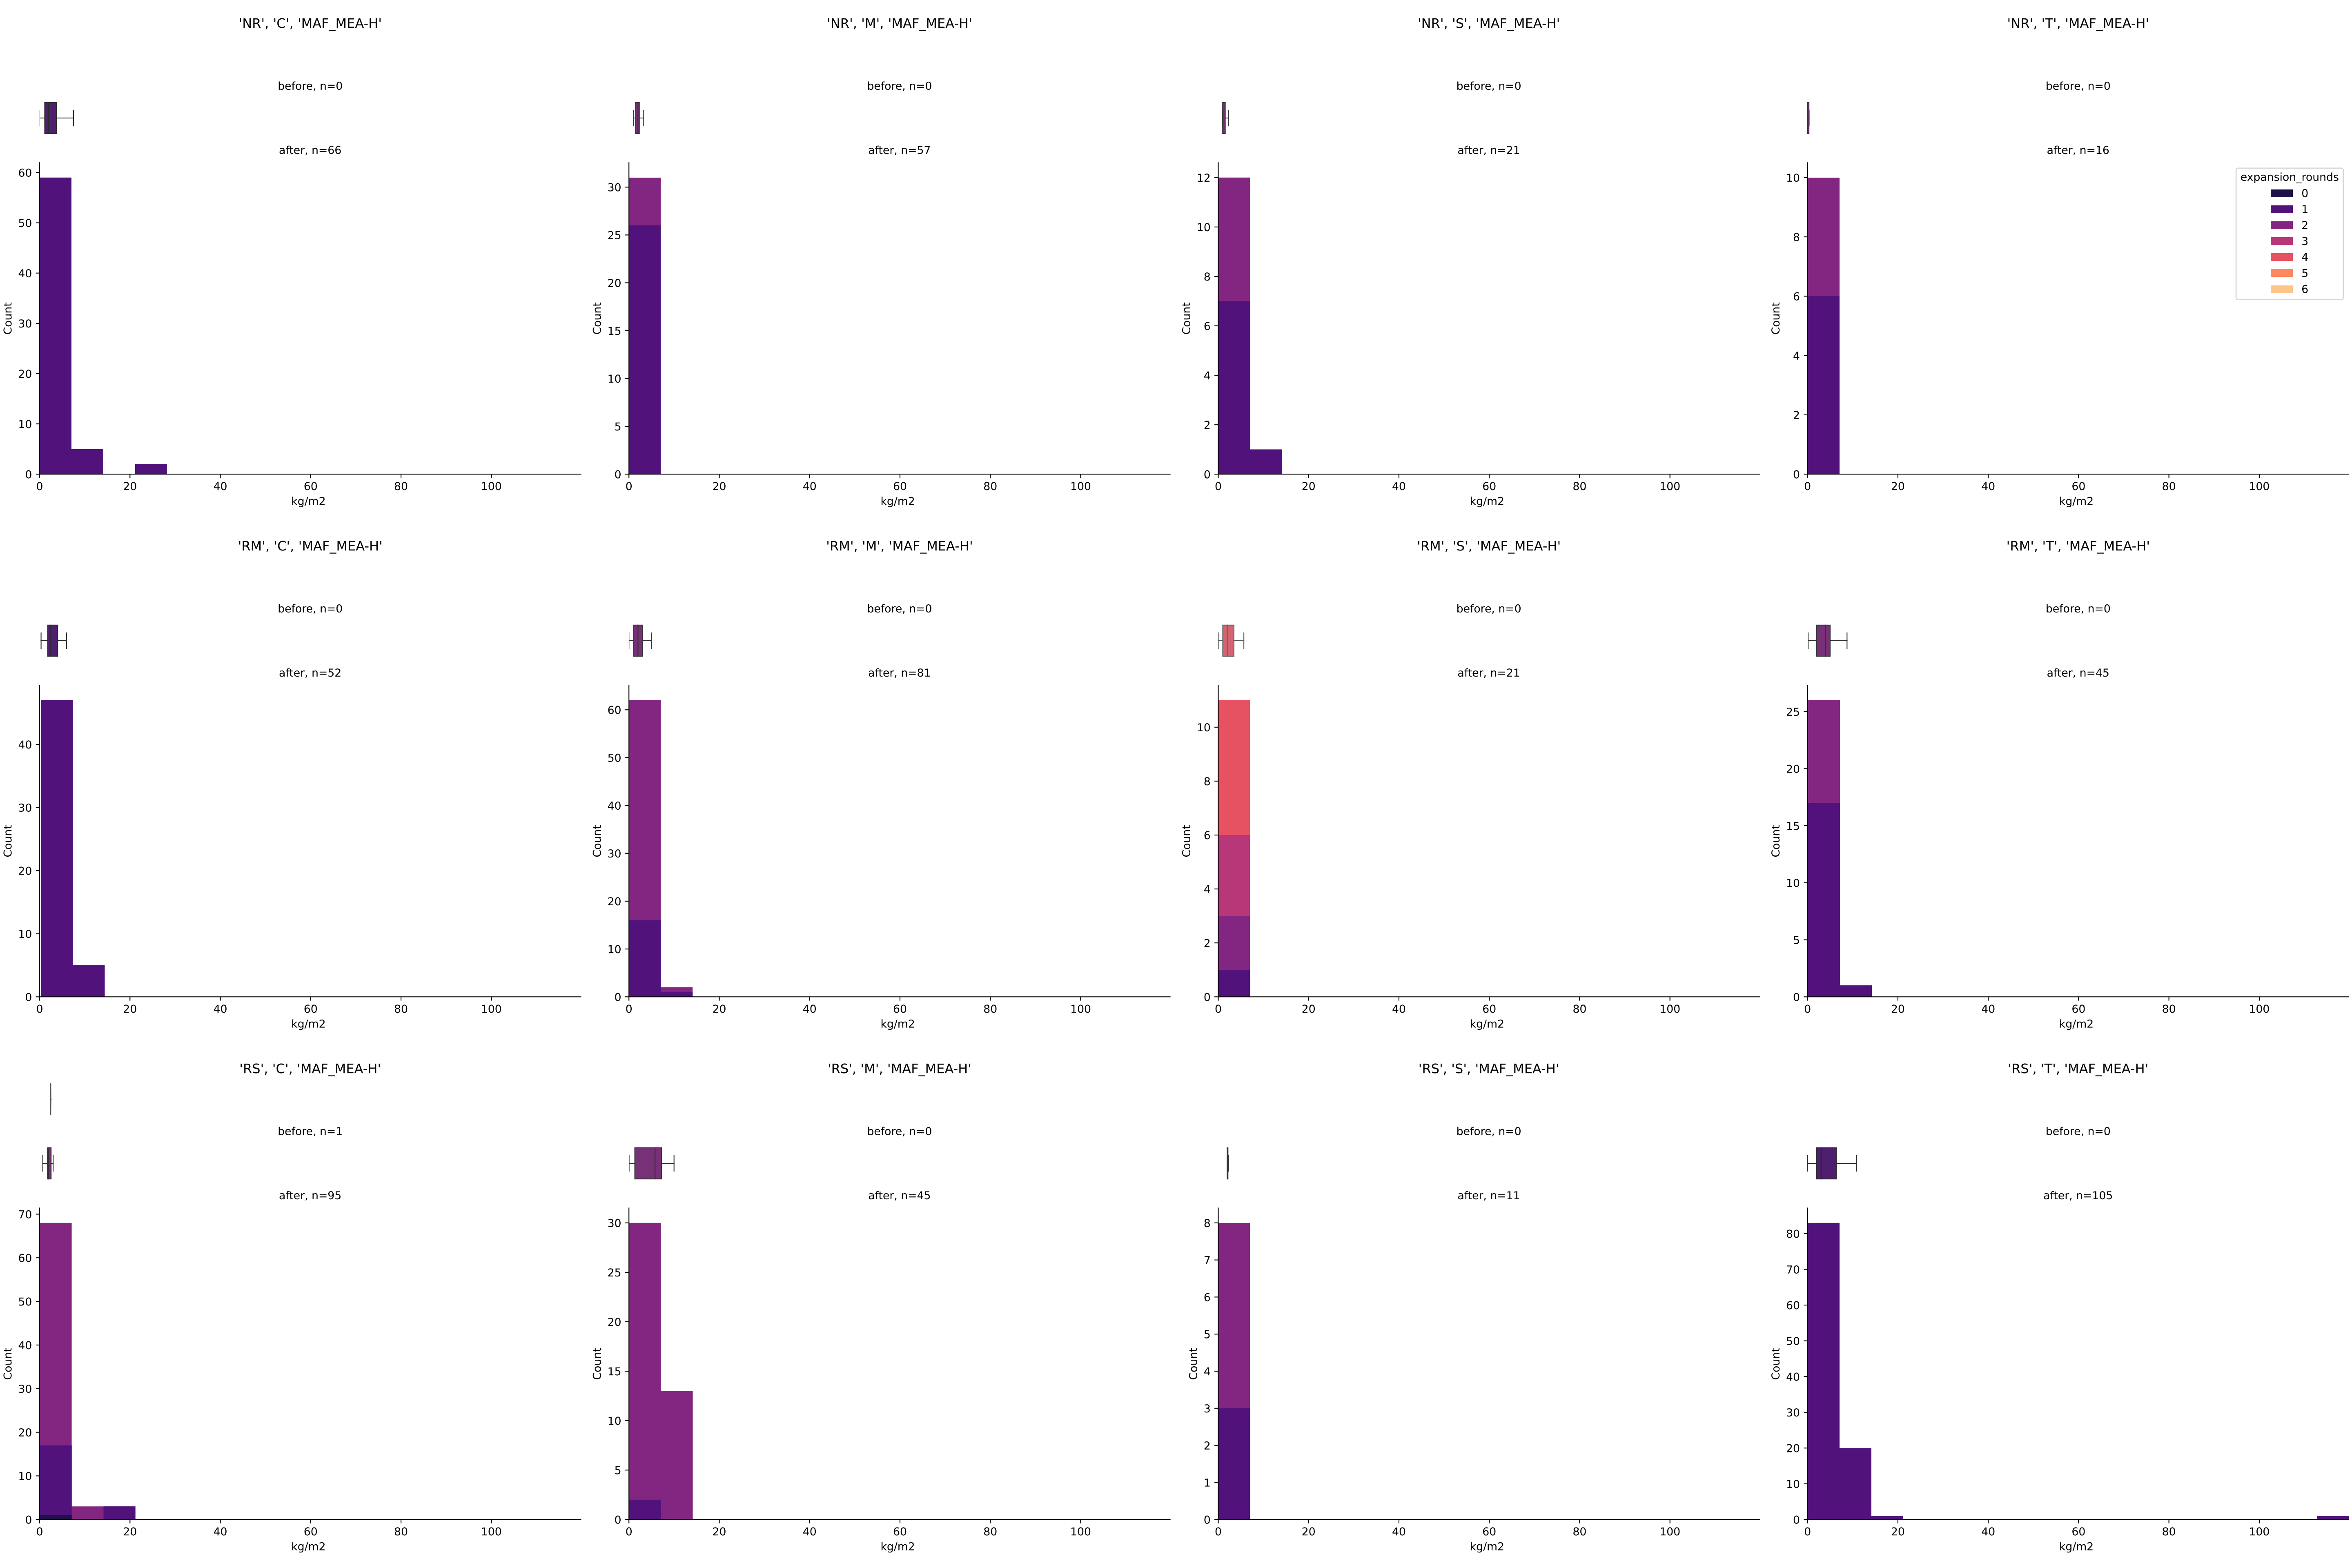 'NR', 'C', 'MAF_MEA-H'
before, n=0
after, n=66
60
50
40
30
20
10
0
Count
0 20 40 60 80 100
kg/m2
'NR', 'M', 'MAF_MEA-H'
before, n=0
after, n=57
30
25
20
15
10
5
0
Count
0 20 40 60 80 100
kg/m2
'NR', 'S', 'MAF_MEA-H'
before, n=0
after, n=21
12
10
8
6
4
2
0
Count
0 20 40 60 80 100
kg/m2
'NR', 'T', 'MAF_MEA-H'
before, n=0
after, n=16
10
8
6
4
2
0
Count
0 20 40 60 80 100
kg/m2
expansion_rounds
0
1
2
3
4
5
6
'RM', 'C', 'MAF_MEA-H'
before, n=0
after, n=52
40
30
20
10
0
Count
0 20 40 60 80 100
kg/m2
'RM', 'M', 'MAF_MEA-H'
before, n=0
after, n=81
60
50
40
30
20
10
0
Count
0 20 40 60 80 100
kg/m2
'RM', 'S', 'MAF_MEA-H'
before, n=0
after, n=21
10
8
6
4
2
0
Count
0 20 40 60 80 100
kg/m2
'RM', 'T', 'MAF_MEA-H'
before, n=0
after, n=45
25
20
15
10
5
0
Count
0 20 40 60 80 100
kg/m2
'RS', 'C', 'MAF_MEA-H'
before, n=1
after, n=95
70
60
50
40
30
20
10
0
Count
0 20 40 60 80 100
kg/m2
'RS', 'M', 'MAF_MEA-H'
before, n=0
after, n=45
30
25
20
15
10
5
0
Count
0 20 40 60 80 100
kg/m2
'RS', 'S', 'MAF_MEA-H'
before, n=0
after, n=11
8
7
6
5
4
3
2
1
0
Count
0 20 40 60 80 100
kg/m2
'RS', 'T', 'MAF_MEA-H'
before, n=0
after, n=105
80
70
60
50
40
30
20
10
0
Count
0 20 40 60 80 100
kg/m2